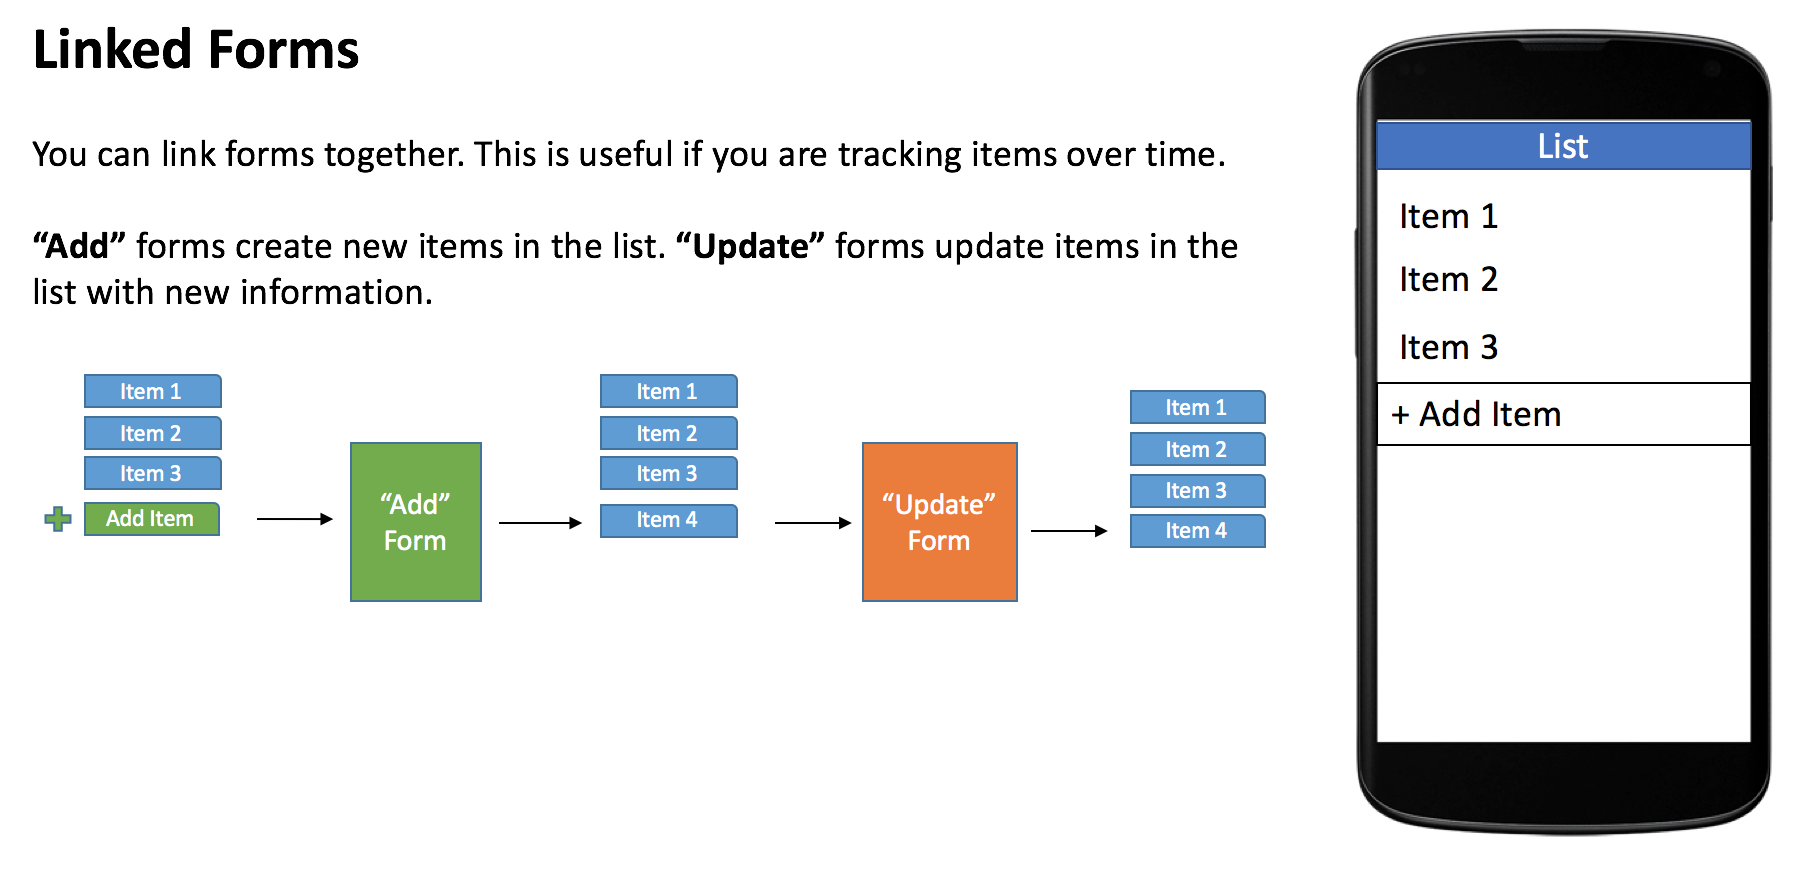 Linked Forms
You can link forms together. This is useful if you are tracking items over time.
“Add” forms create new items in the list. “Update” forms update items in the
list with new information.
Item 1
Item 2
Item 3
Add Item
“Add”
Form
Item 1
Item 2
Item 3
Item 4
“Update”
Form
Item 1
Item 2
Item 3
Item 4
List
Item 1
Item 2
Item 3
+ Add Item